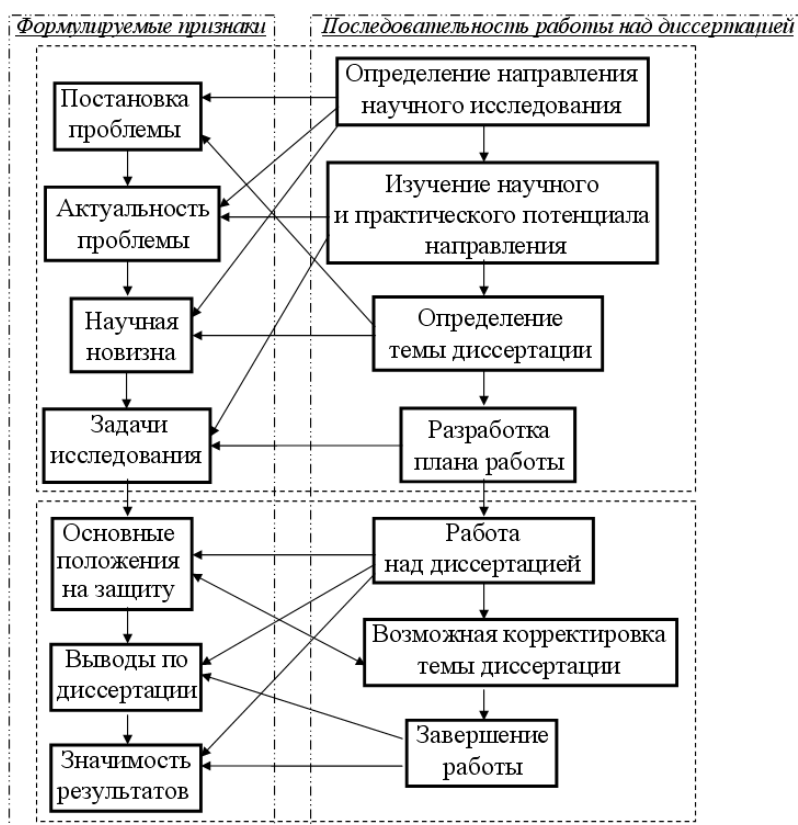 Формулируемые признаки
Последовательность работы над диссертацией
Постановка
проблемы
Актуальность
проблемы
Научная
новизна
Задачи
исследования
Основные
положения
на защиту
Выводы по
диссертации
Значимость
результатов
Определение направления
научного исследования
Изучение научного
и практического потенциала
направления
Определение
темы диссертации
Разработка
плана работы
Работа
над диссертацией
Возможная корректировка
темы диссертации
Завершение
работы